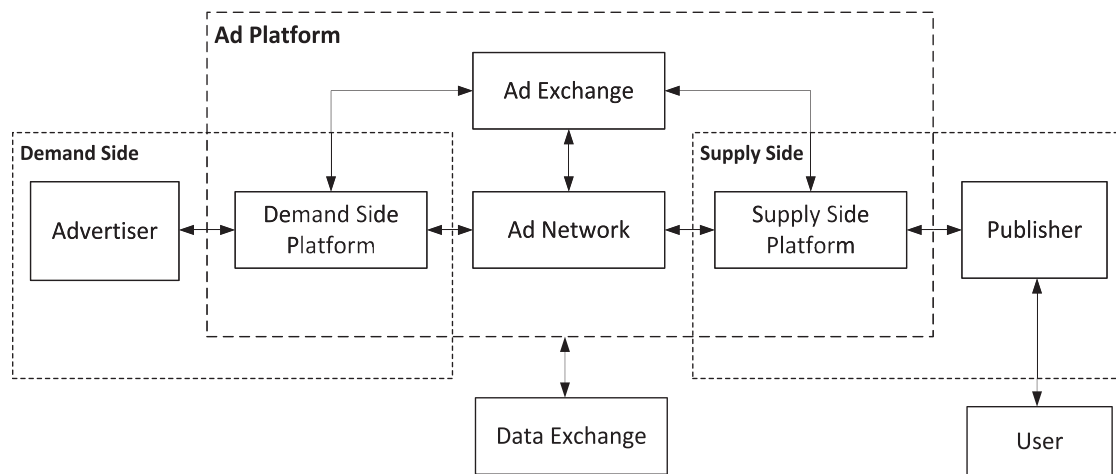 Ad Platform
Ad Exchange
Demand Side
Supply Side
Advertiser
Demand Side
Platform
Ad Network
Supply Side
Platform
Publisher
Data Exchange
User